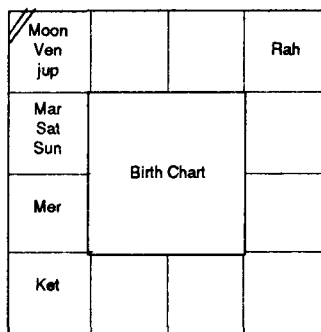 Moon
Ven
jup
Rah
Mar
Sat
Sun
Birth Chart
Mer
Ket